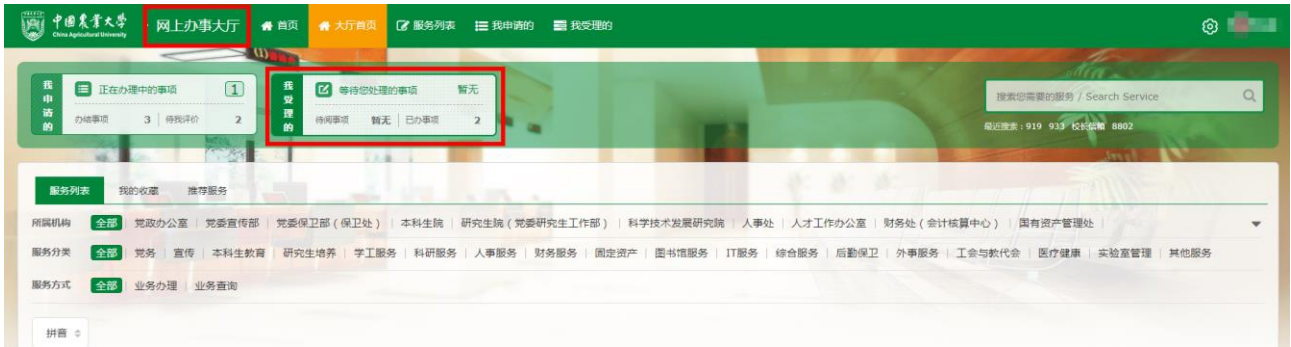 中国农业大学 · 网上办事大厅 首页 大厅首页 服务列表 我申请的 我受理的
China Agricultural University
我申请的 正在办理中的事项 1 我受理的 等待您处理的事项 暂无
办结事项 3 待我评价 2 待阅事项 暂无 已办事项 2
搜索您需要的服务 / Search Service
最近搜索：919 933 校长信箱 8802
服务列表 我的收藏 推荐服务
所属机构 全部 党政办公室 党委宣传部 党委保卫部（保卫处） 本科生院 研究生院（党委研究生工作部） 科学技术发展研究院 人事处 人才工作办公室 财务处（会计核算中心） 国有资产管理处
服务分类 全部 党务 宣传 本科生教育 研究生培养 学工服务 科研服务 人事服务 财务服务 固定资产 图书馆服务 IT服务 综合服务 后勤保卫 外事服务 工会与教代会 医疗健康 实验室管理 其他服务
服务方式 全部 业务办理 业务查询
拼音